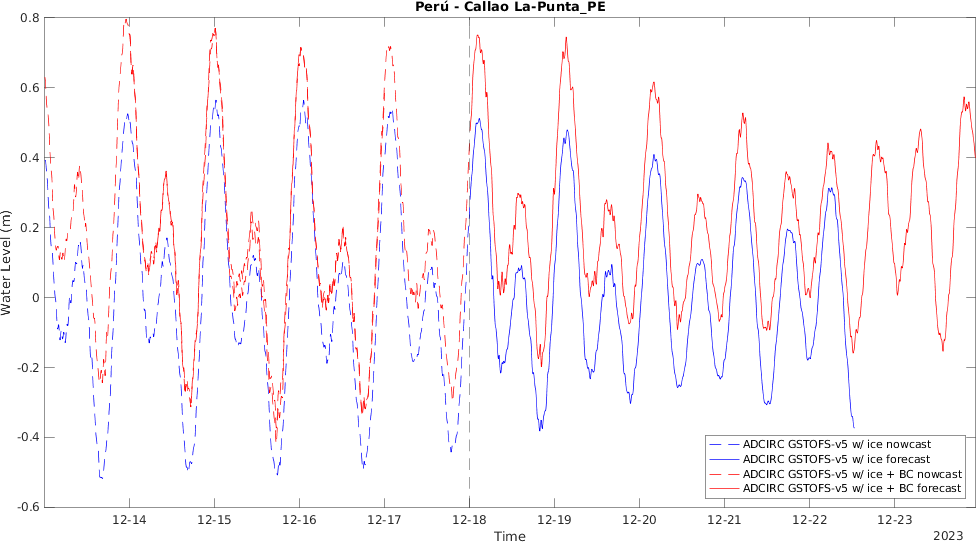 Perú - Callao La-Punta_PE
Water Level (m)
0.8
0.6
0.4
0.2
0
-0.2
-0.4
-0.6
ADCIRC GSTOFS-v5 w/ ice nowcast
ADCIRC GSTOFS-v5 w/ ice forecast
ADCIRC GSTOFS-v5 w/ ice + BC nowcast
ADCIRC GSTOFS-v5 w/ ice + BC forecast
12-14 12-15 12-16 12-17 12-18 12-19 12-20 12-21 12-22 12-23
Time
2023